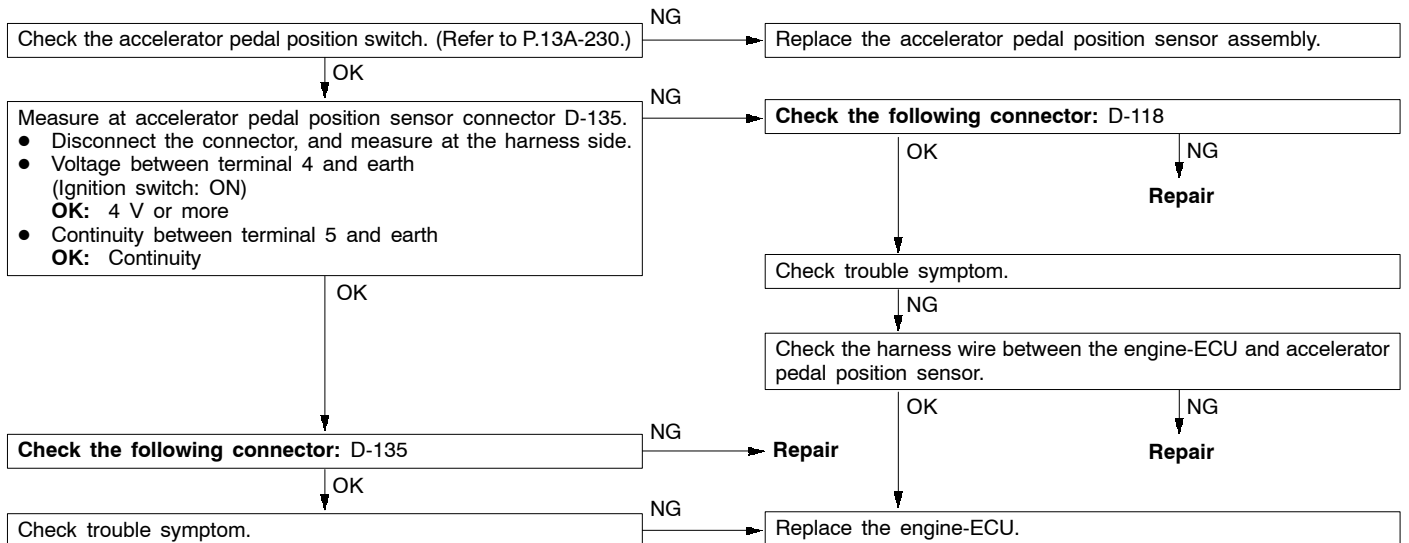 Check the accelerator pedal position switch. (Refer to P.13A-230.)
NG
Replace the accelerator pedal position sensor assembly.
OK
Measure at accelerator pedal position sensor connector D-135.
● Disconnect the connector, and measure at the harness side.
● Voltage between terminal 4 and earth
(Ignition switch: ON)
OK: 4 V or more
● Continuity between terminal 5 and earth
OK: Continuity
NG
Check the following connector: D-118
OK
NG
Repair
Check trouble symptom.
NG
Check the harness wire between the engine-ECU and accelerator
pedal position sensor.
OK
NG
Repair
OK
Check the following connector: D-135
NG
Repair
OK
Check trouble symptom.
NG
Replace the engine-ECU.